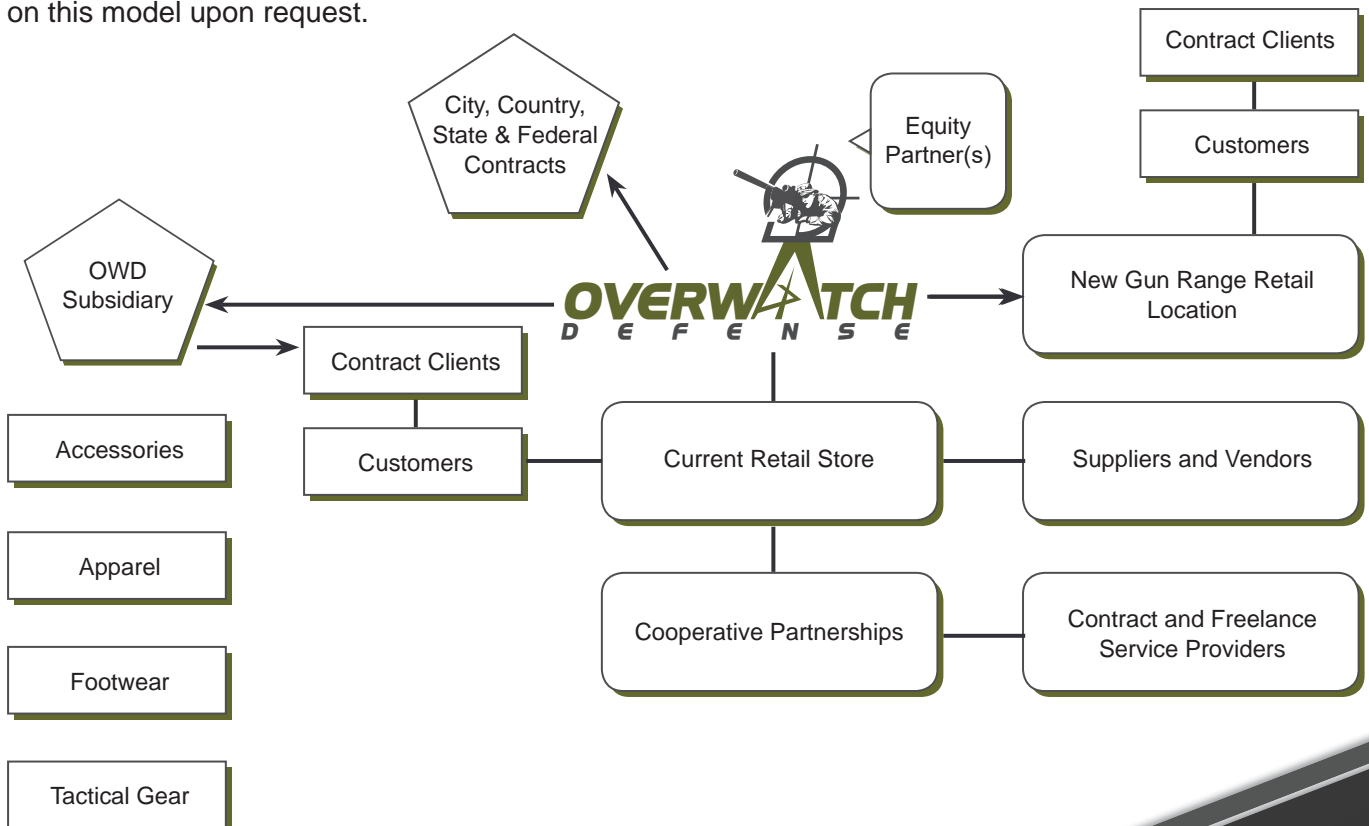 on this model upon request.
Contract Clients
City, Country,
State & Federal
Contracts
Equity
Partner(s)
Customers
OWD
Subsidiary
OVERWATCH
DEFENSE
New Gun Range Retail
Location
Contract Clients
Accessories
Customers
Current Retail Store
Suppliers and Vendors
Apparel
Cooperative Partnerships
Contract and Freelance
Service Providers
Footwear
Tactical Gear